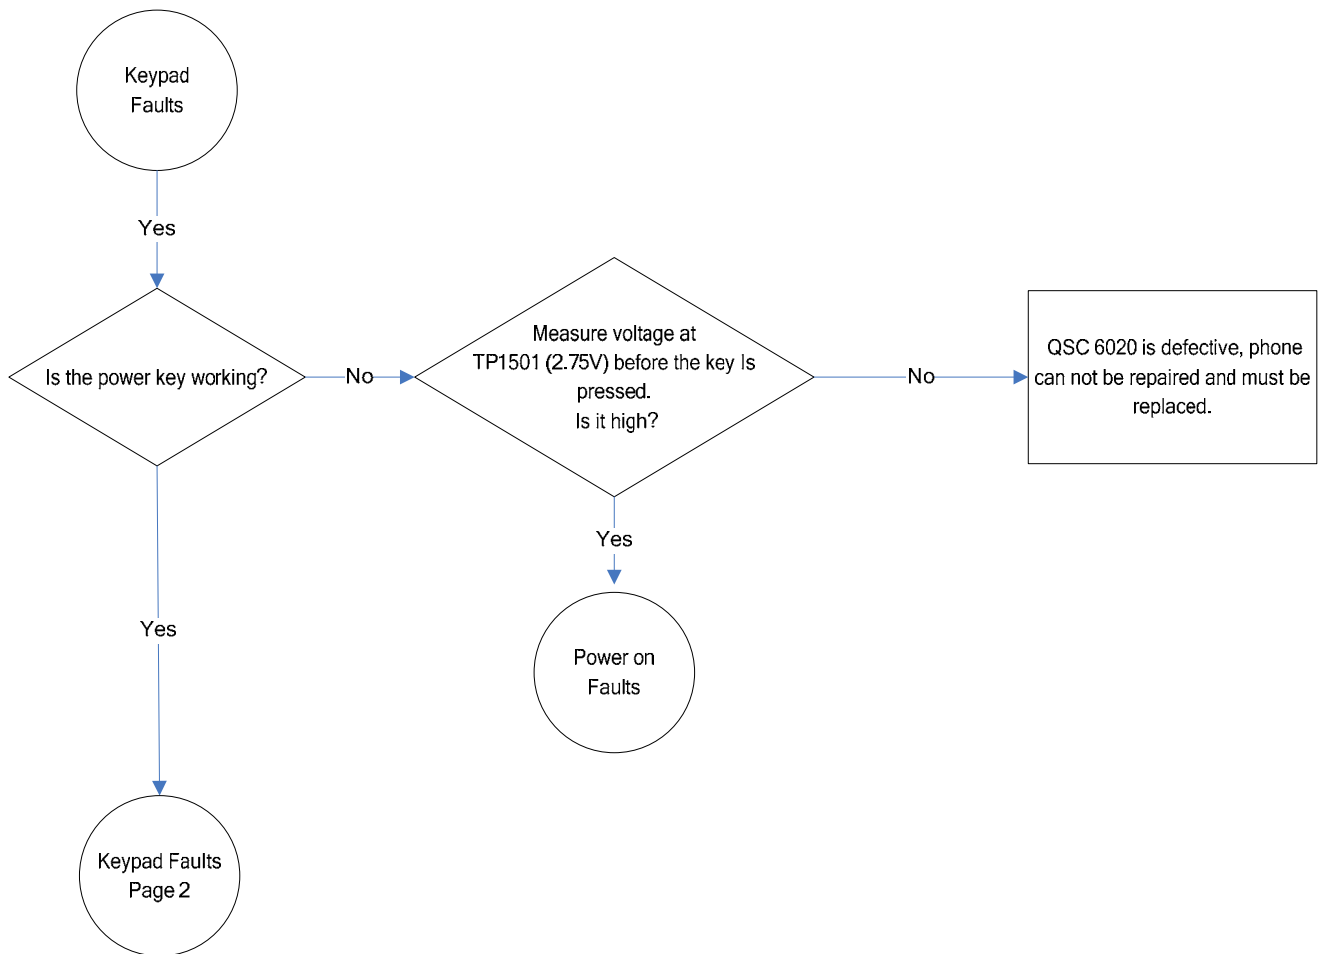 Keypad
Faults
Yes
Is the power key working?
No
Measure voltage at
TP1501 (2.75V) before the key Is
pressed.
Is it high?
No
QSC 6020 is defective, phone
can not be repaired and must be
replaced.
Yes
Power on
Faults
Yes
Keypad Faults
Page 2